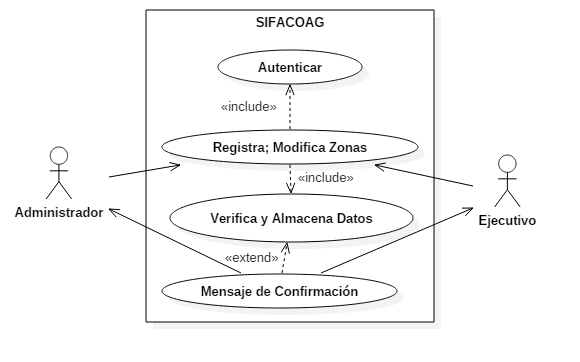 SIFACOAG
Autenticar
«include»
Registra; Modifica Zonas
«include»
Administrador
Ejecutivo
Verifica y Almacena Datos
«extend»
Mensaje de Confirmación